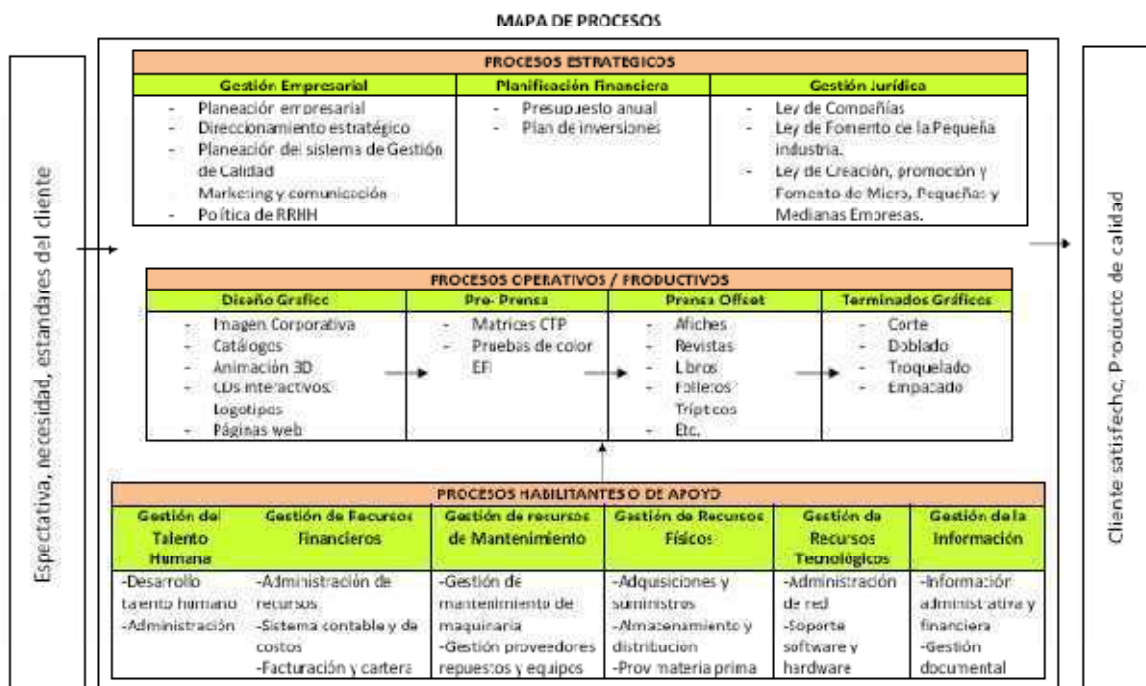 MAPA DE PROCESOS
Espectativa, necesidad, estandares del cliente
PROCESOS ESTRATEGICOS
Gestión Empresarial
- Planeación empresarial
- Direccionamiento estratégico
- Planeación del sistema de Gestión
de Calidad
Marketing y comunicación
- Política de RRHH
Planificación Financiera
- Presupuesto anual
- Plan de inversiones
Gestión Jurídica
- Ley de Compañías
- Ley de Fomento de la Pequeña
industria.
- Ley de Creación, promoción y
Fomento de Micro, Pequeñas y
Medianas Empresas.
PROCESOS OPERATIVOS / PRODUCTIVOS
Diseño Grafico
- Imagen Corporativa
- Catálogos
- Animación 3D
- CDs interactivos.
Logotipos
- Páginas web
Pre- Prensa
- Matrices CTP
- Pruebas de color
EFI
Prensa Offset
- Afiches
- Revistas
- Libros
- Folletos
Trípticos
- Etc.
Terminados Gráficos
- Corte
- Doblado
- Troquelado
- Empacado
PROCESOS HABILITANTES O DE APOYO
Gestión del
Talento
Humana
-Desarrollo
talento humano
-Administración
Gestión de Recursos
Financieros
-Administración de
recursos
-Sistema contable y de
costos
-Facturación y cartera
Gestión de recursos
de Mantenimiento
-Gestión de
mantenimiento de
maquinaria
-Gestión proveedores
repuestos y equipos
Gestión de Recursos
Físicos
-Adquisiciones y
suministros
-Almacenamiento y
distribución
-Prov materia prima
Gestión de
Recursos
Tecnológicos
-Administración
de red
-Soporte
software y
hardware
Gestión de la
Información
-Información
administrativa y
financiera
-Gestión
documental
Cliente satisfecho, Producto de calidad